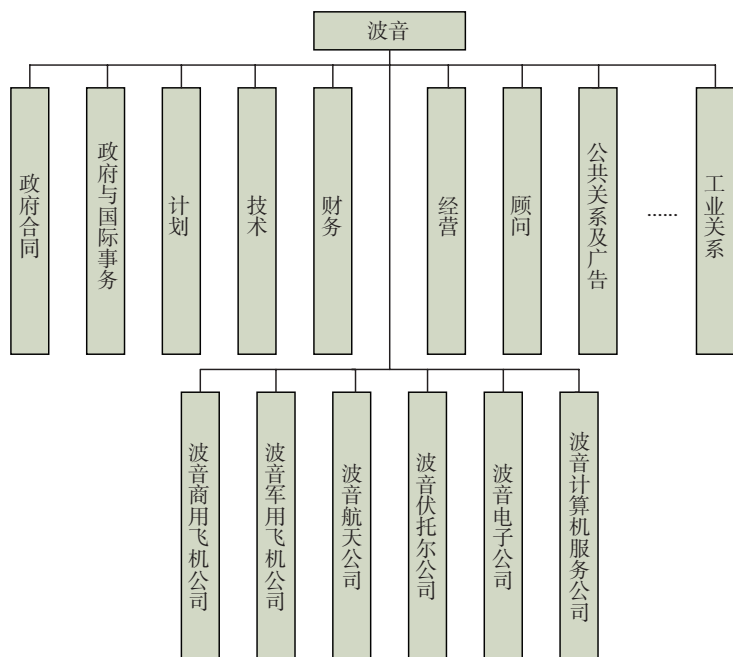 波音
政府合同
政府与国际事务
计划
技术
财务
经营
顾问
公共关系及广告
……
工业关系
波音商用飞机公司
波音军用飞机公司
波音航天公司
波音伏托尔公司
波音电子公司
波音计算机服务公司